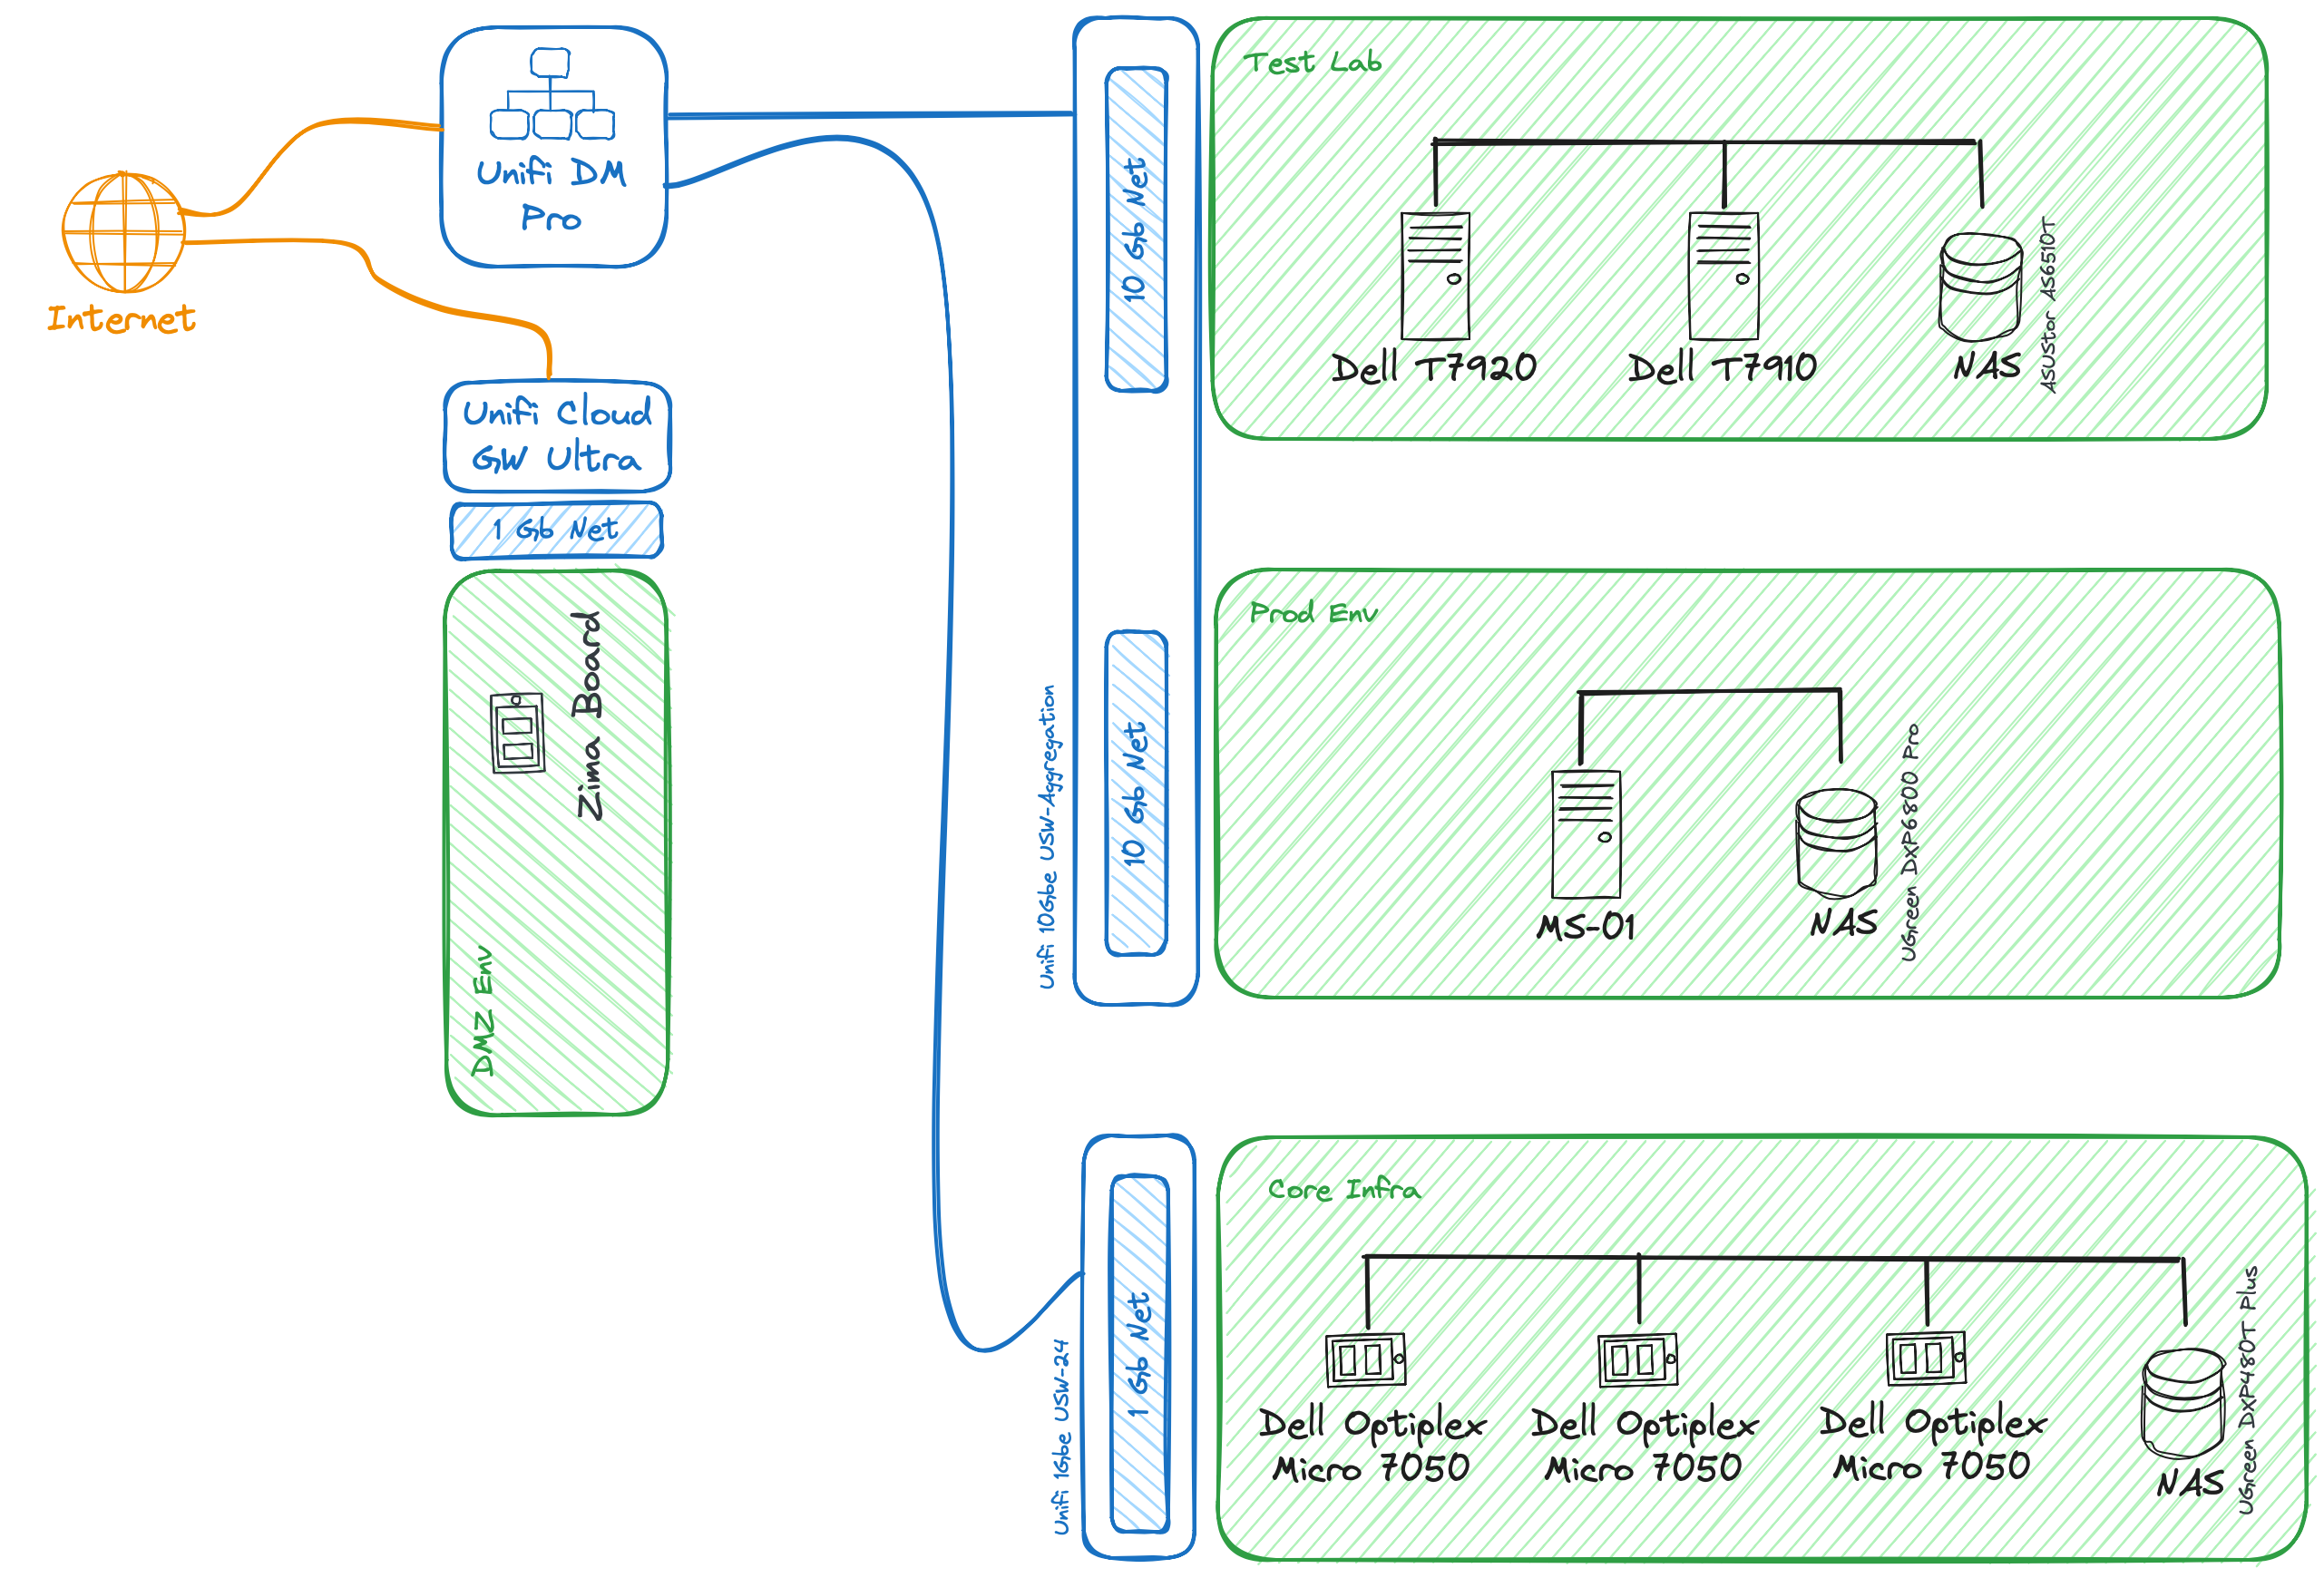 Internet
Unifi DM
Pro
Unifi Cloud
GW Ultra
1 Gb Net
DMZ Env
Zima Board
Unifi 10Gbe USW-Aggregation
10 Gb Net
10 Gb Net
Test Lab
Dell T7920
Dell T7910
NAS
ASUStor AS6510T
Prod Env
MS-01
NAS
UGreen DXP6800 Pro
Unifi 1Gbe USW-24
1 Gb Net
Core Infra
Dell Optiplex
Micro 7050
Dell Optiplex
Micro 7050
Dell Optiplex
Micro 7050
NAS
UGreen DXP480T Plus